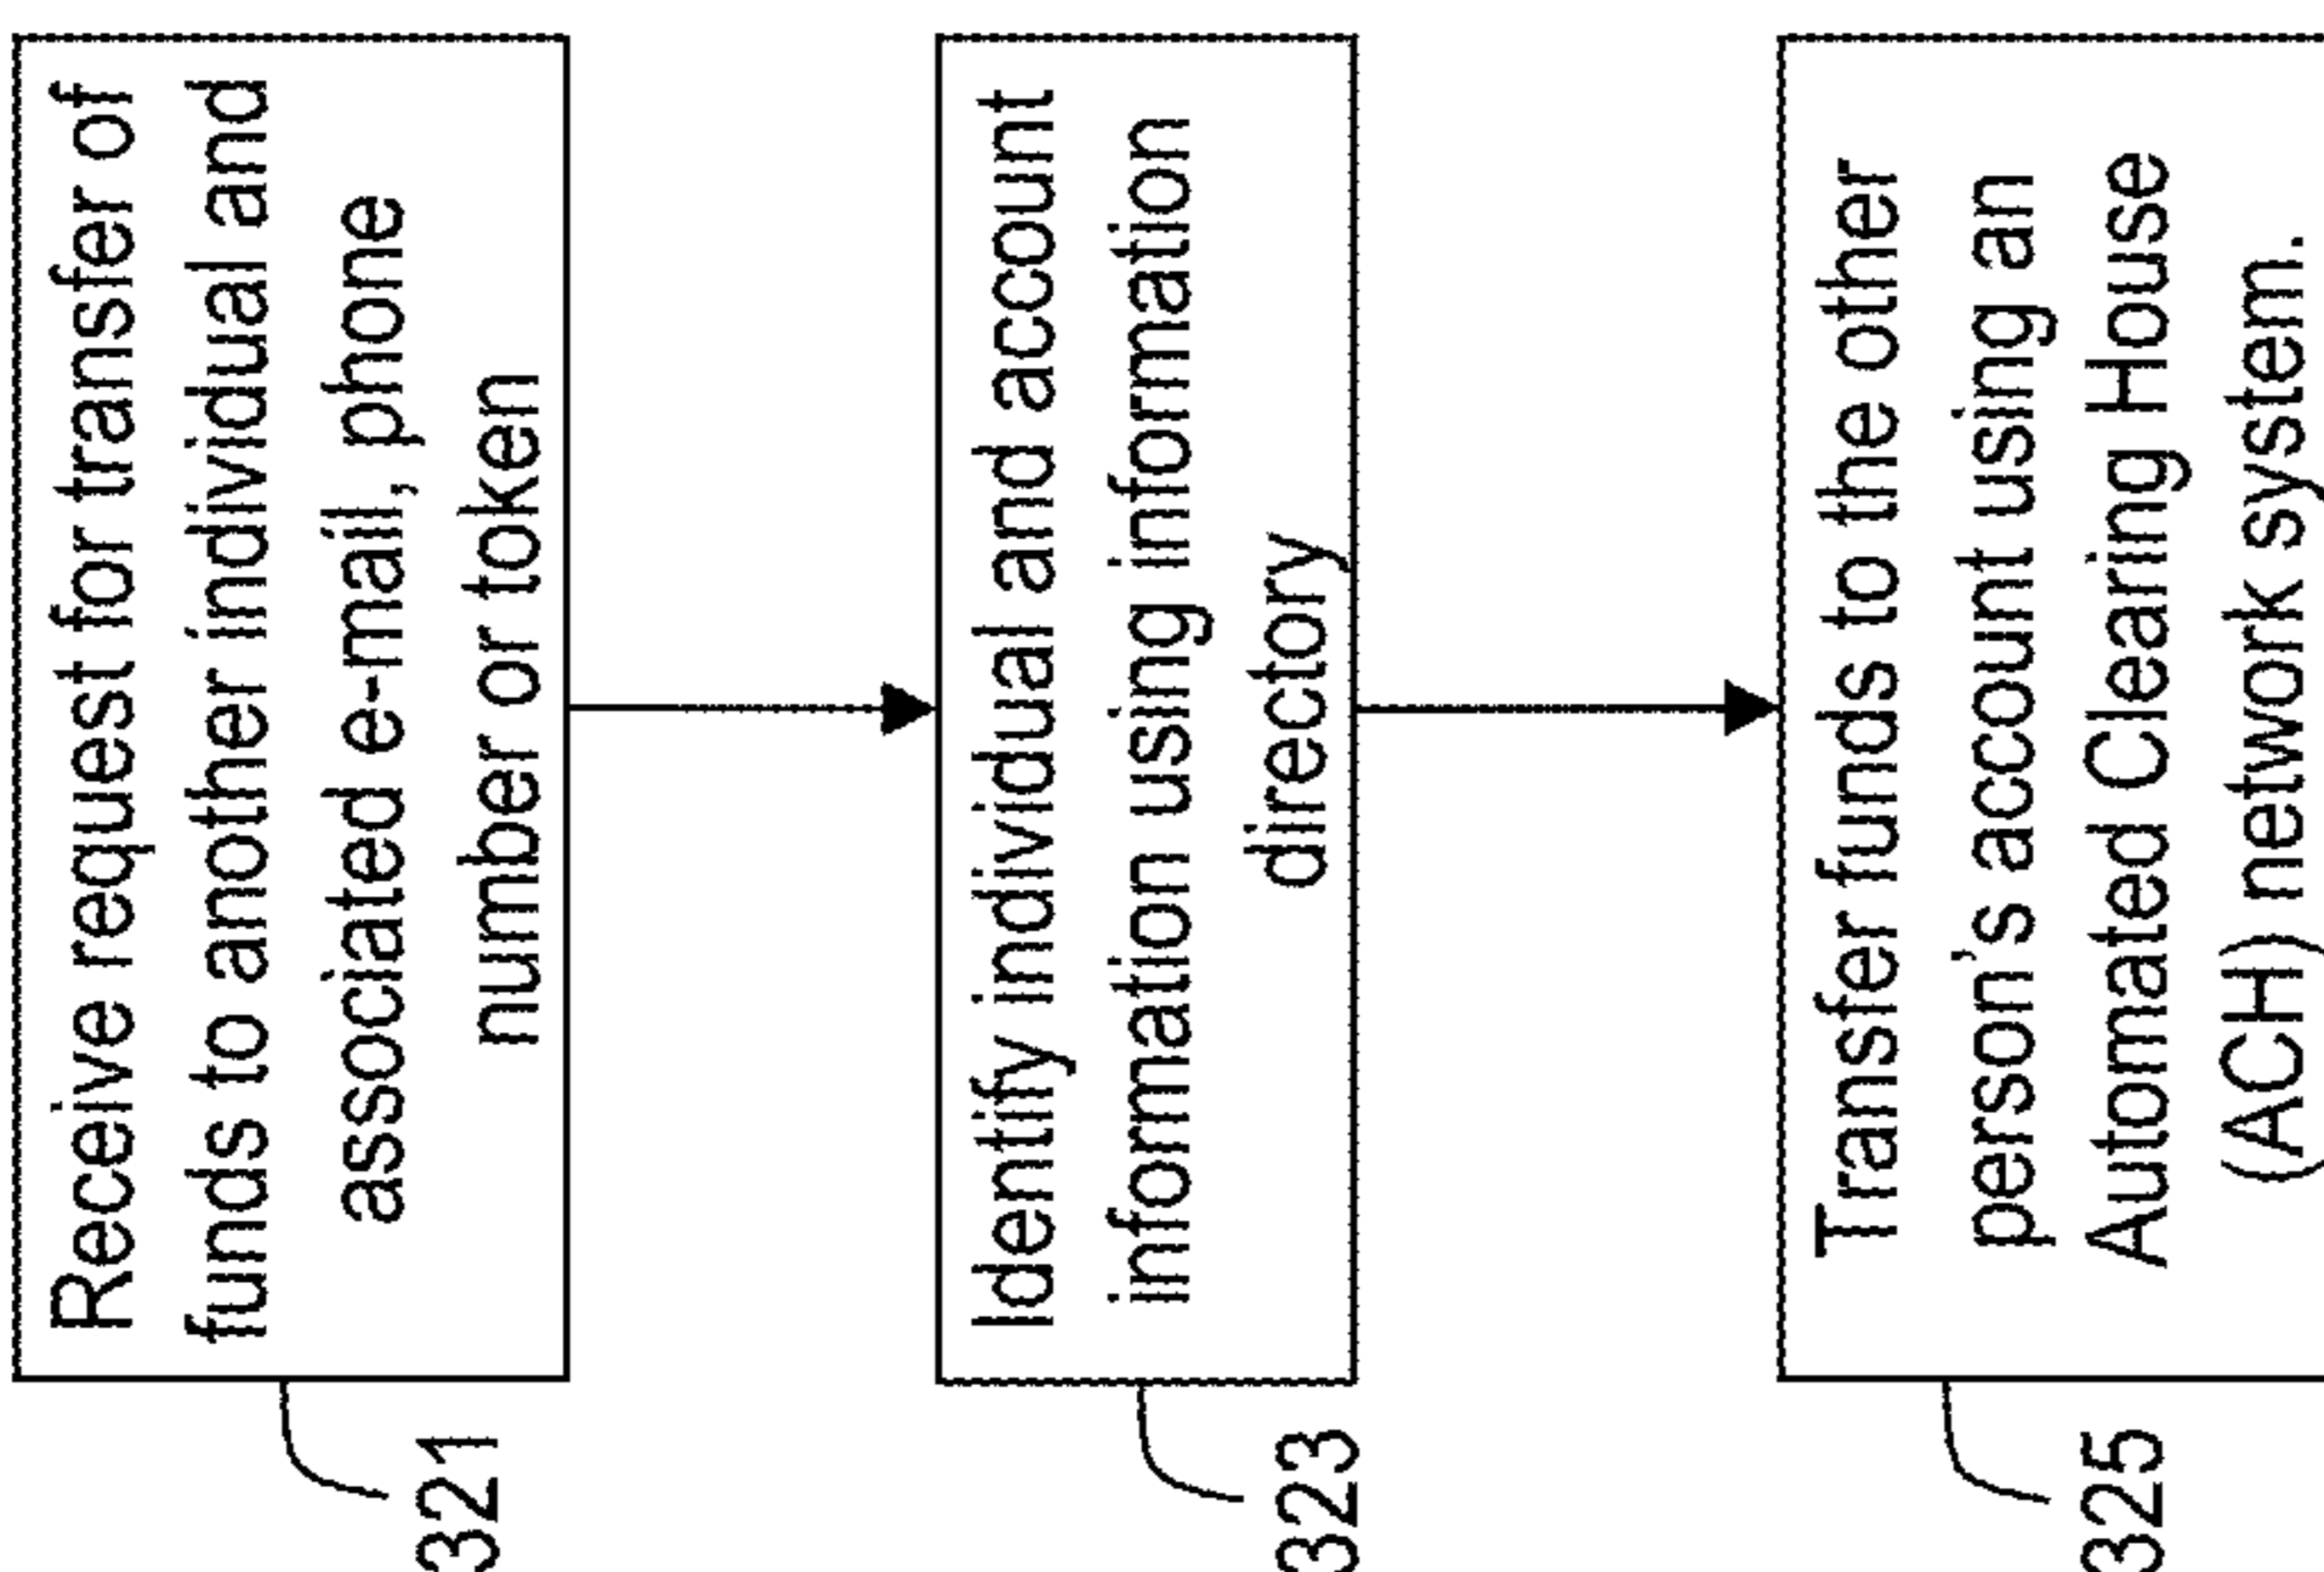 Receive request for transfer of
funds to another individual and
associated e-mail, phone
number or token
321
Identify individual and account
information using information
directory
323
Transfer funds to the other
person's account using an
Automated Clearing House
(ACH) network system.
325